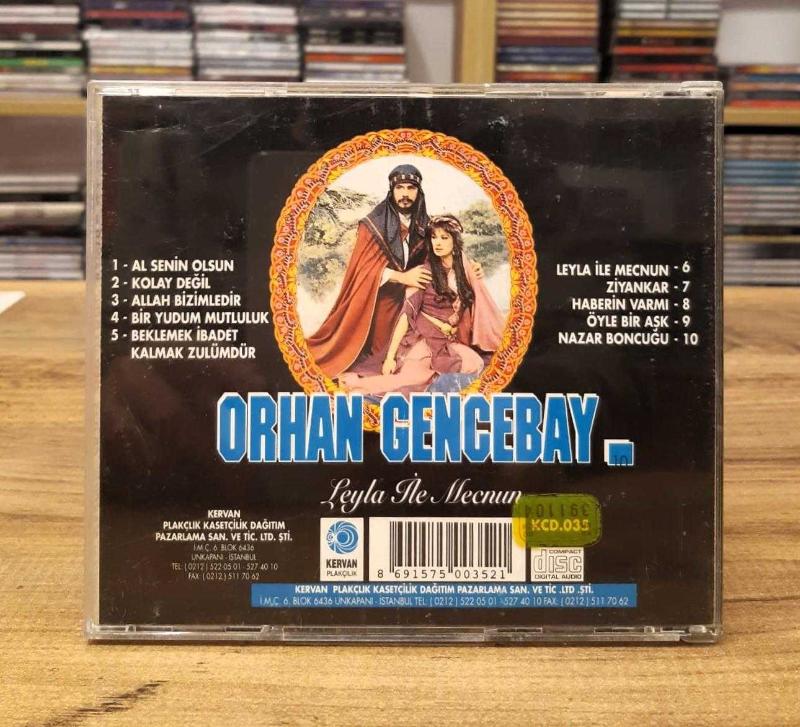 1 - AL SENİN OLSUN
2 - KOLAY DEĞİL
3 - ALLAH BİZİMLEDİR
4 - BİR YUDUM MUTLULUK
5 - BEKLEMEK İBADET
KALMAK ZULÜMDÜR
LEYLA İLE MECNUN - 6
ZİYANKAR - 7
HABERİN VARMI - 8
ÖYLE BİR AŞK - 9
NAZAR BONCUĞU - 10
ORHAN GENCEBAY
10
Leyla İle Mecnun
KERVAN
PLAKÇILIK KASETÇİLİK DAĞITIM
PAZARLAMA SAN. VE TİC. LTD. ŞTİ.
İ.M.Ç. 6. BLOK 6436
UNKAPANI - İSTANBUL
TEL: ( 0212 ) 522 05 01 - 527 40 10
FAX: ( 0212 ) 511 70 62
KERVAN
PLAKÇILIK
8 691575 003521
391104
KCD.035
COMPACT
disc
DIGITAL AUDIO
KERVAN PLAKÇILIK KASETÇİLİK DAĞITIM PAZARLAMA SAN. VE TİC .LTD .ŞTİ.
İ.M.Ç. 6. BLOK 6436 UNKAPANI - İSTANBUL TEL: ( 0212 ) 522 05 01 - 527 40 10 FAX: ( 0212 ) 511 70 62